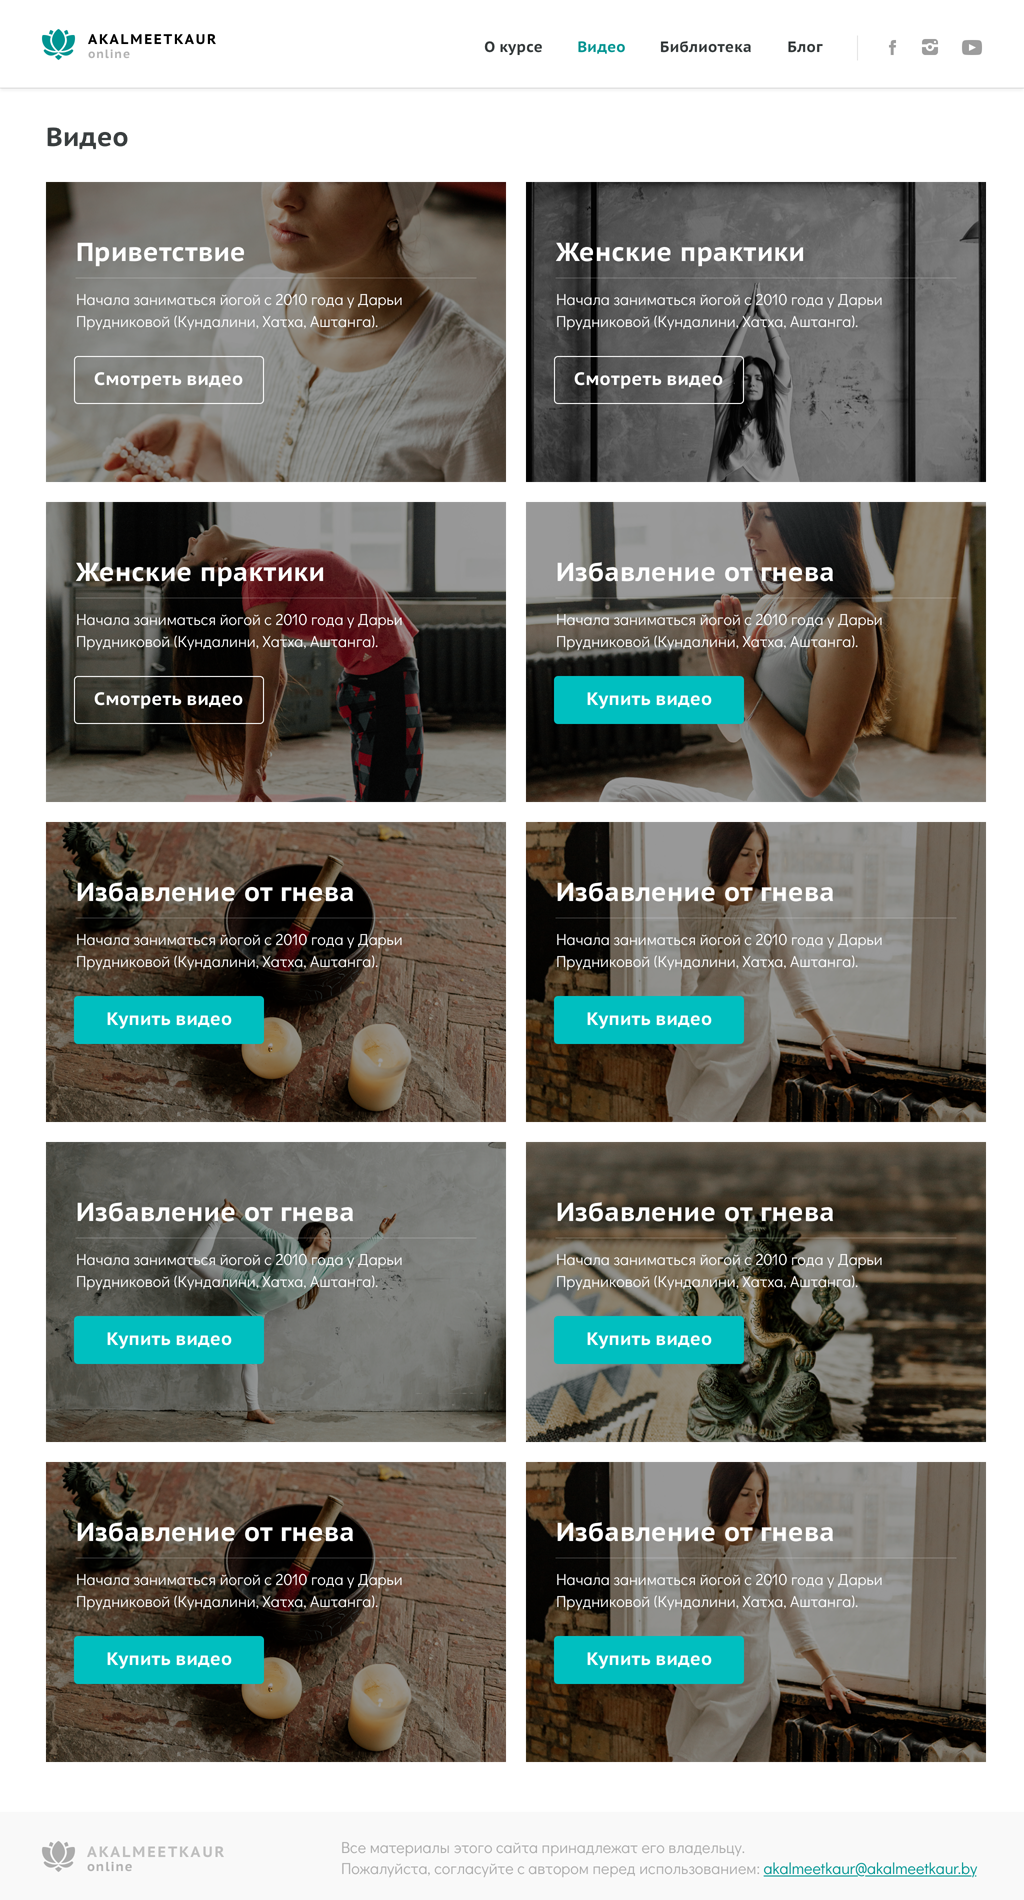 AKALMEETKAUR
online
О курсе
Видео
Библиотека
Блог
Видео
Приветствие
Начала заниматься йогой с 2010 года у Дарьи
Прудниковой (Кундалини, Хатха, Аштанга).
Смотреть видео
Женские практики
Начала заниматься йогой с 2010 года у Дарьи
Прудниковой (Кундалини, Хатха, Аштанга).
Смотреть видео
Женские практики
Начала заниматься йогой с 2010 года у Дарьи
Прудниковой (Кундалини, Хатха, Аштанга).
Смотреть видео
Избавление от гнева
Начала заниматься йогой с 2010 года у Дарьи
Прудниковой (Кундалини, Хатха, Аштанга).
Купить видео
Избавление от гнева
Начала заниматься йогой с 2010 года у Дарьи
Прудниковой (Кундалини, Хатха, Аштанга).
Купить видео
Избавление от гнева
Начала заниматься йогой с 2010 года у Дарьи
Прудниковой (Кундалини, Хатха, Аштанга).
Купить видео
Избавление от гнева
Начала заниматься йогой с 2010 года у Дарьи
Прудниковой (Кундалини, Хатха, Аштанга).
Купить видео
Избавление от гнева
Начала заниматься йогой с 2010 года у Дарьи
Прудниковой (Кундалини, Хатха, Аштанга).
Купить видео
Избавление от гнева
Начала заниматься йогой с 2010 года у Дарьи
Прудниковой (Кундалини, Хатха, Аштанга).
Купить видео
Избавление от гнева
Начала заниматься йогой с 2010 года у Дарьи
Прудниковой (Кундалини, Хатха, Аштанга).
Купить видео
AKALMEETKAUR
online
Все материалы этого сайта принадлежат его владельцу.
Пожалуйста, согласуйте с автором перед использованием: akalmeetkaur@akalmeetkaur.by